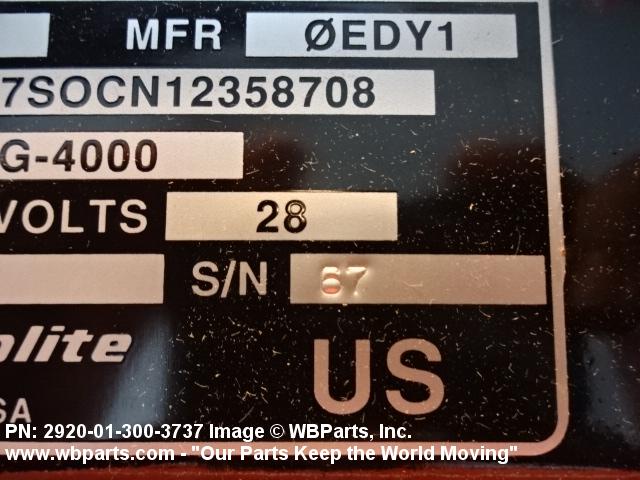 MFR ØEDY1
7SOCN12358708
G-4000
VOLTS 28
S/N 67
olite
US
SA
PN: 2920-01-300-3737 Image © WBParts, Inc.
www.wbparts.com - "Our Parts Keep the World Moving"